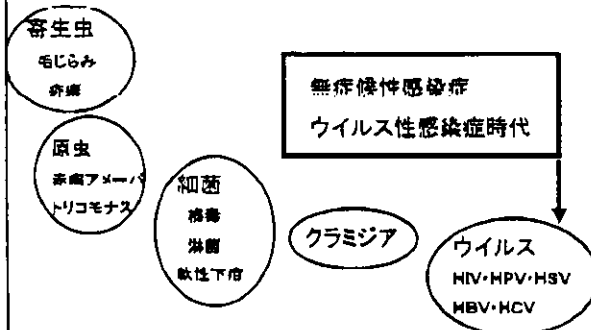 寄生虫
毛じらみ
疥癬
無症候性感染症
ウイルス性感染症時代
原虫
赤痢アメーバ
トリコモナス
細菌
梅毒
淋菌
軟性下疳
クラミジア
ウイルス
HIV・HPV・HSV
HBV・HCV